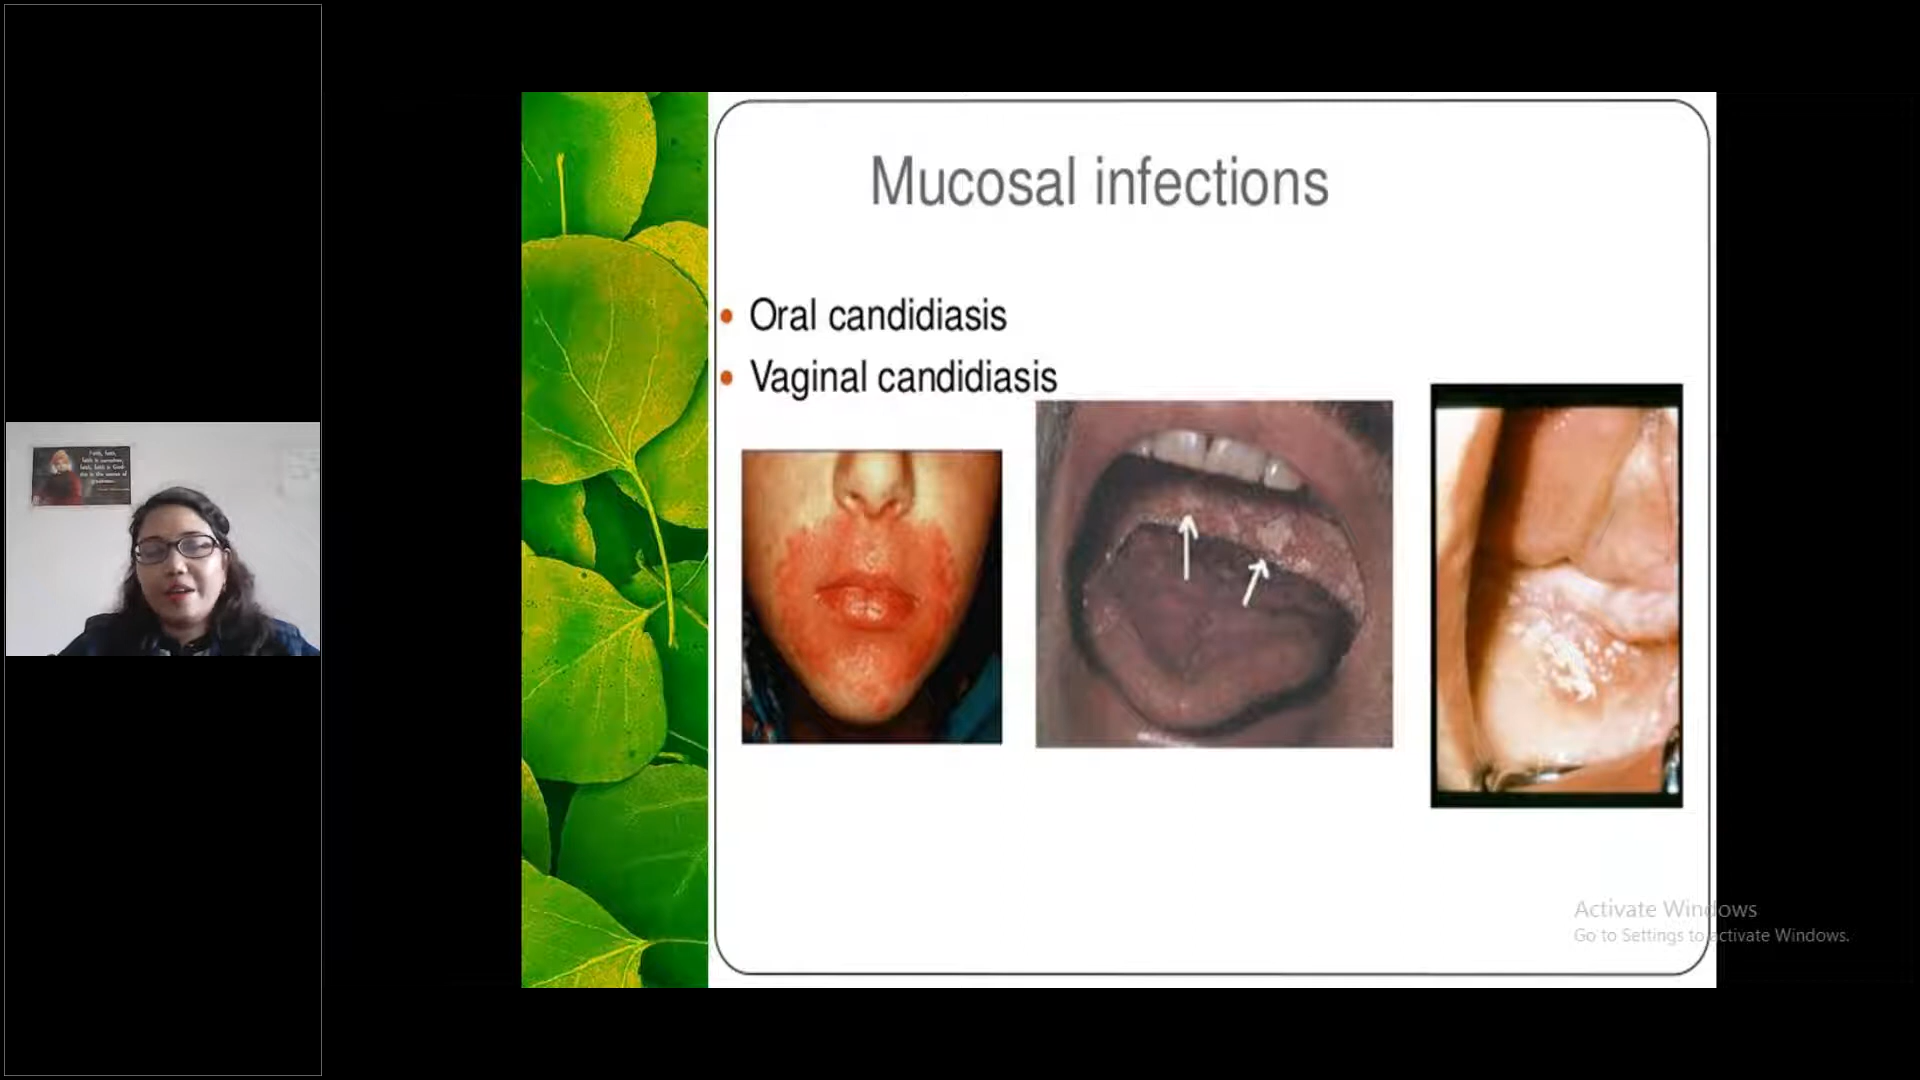 Mucosal infections
• Oral candidiasis
• Vaginal candidiasis
Activate Windows
Go to Settings to activate Windows.